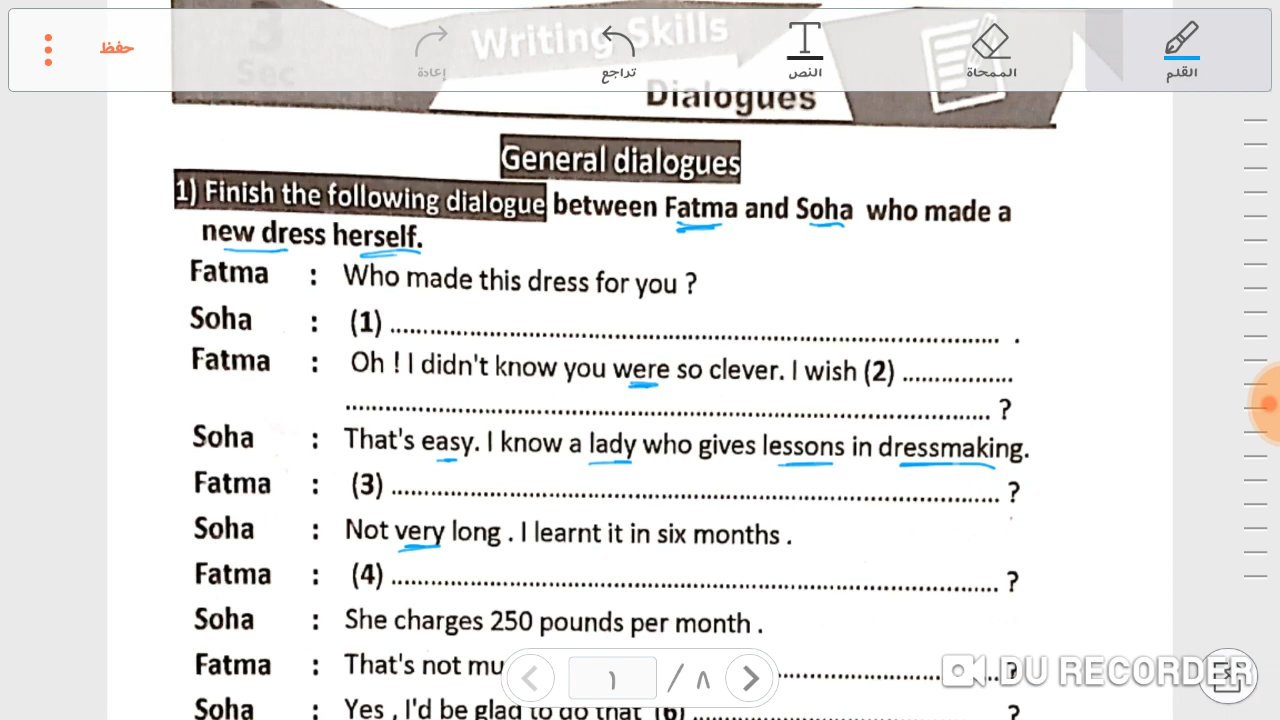 حفظ
إعادة
تراجع
النص
الممحاة
القلم
3
Sec
Writing Skills
Dialogues
General dialogues
1) Finish the following dialogue between Fatma and Soha who made a
new dress herself.
Fatma : Who made this dress for you ?
Soha : (1) ........................................................ .
Fatma : Oh ! I didn't know you were so clever. I wish (2) ..................
........................................................ ?
Soha : That's easy. I know a lady who gives lessons in dressmaking.
Fatma : (3) ........................................................ ?
Soha : Not very long . I learnt it in six months .
Fatma : (4) ........................................................ ?
Soha : She charges 250 pounds per month .
Fatma : That's not ........................ ?
Soha : Yes , I'd be glad to do that (6) ........................ ?
١ / ٨
DU RECORDER